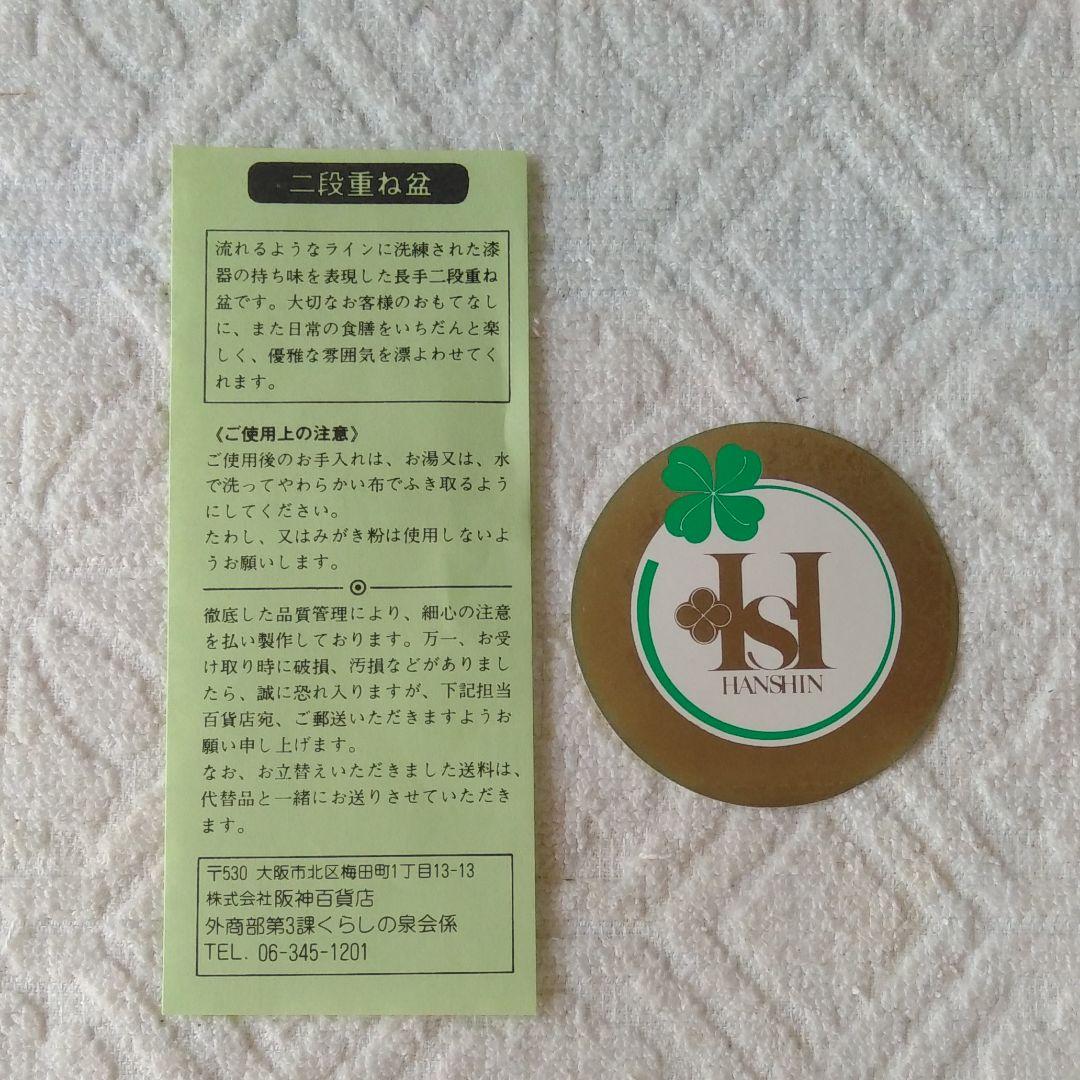 二段重ね盆
流れるようなラインに洗練された漆
器の持ち味を表現した長手二段重ね
盆です。大切なお客様のおもてなし
に、また日常の食膳をいちだんと楽
しく、優雅な雰囲気を漂よわせてく
れます。
《ご使用上の注意》
ご使用後のお手入れは、お湯又は、水
で洗ってやわらかい布でふき取るよう
にしてください。
たわし、又はみがき粉は使用しないよ
うお願いします。
徹底した品質管理により、細心の注意
を払い製作しております。万一、お受
け取り時に破損、汚損などがありまし
たら、誠に恐れ入りますが、下記担当
百貨店宛、ご郵送いただきますようお
願い申し上げます。
なお、お立替えいただきました送料は、
代替品と一緒にお送りさせていただき
ます。
〒530 大阪市北区梅田町1丁目13-13
株式会社阪神百貨店
外商部第3課くらしの泉会係
TEL. 06-345-1201
HSH
HANSHIN